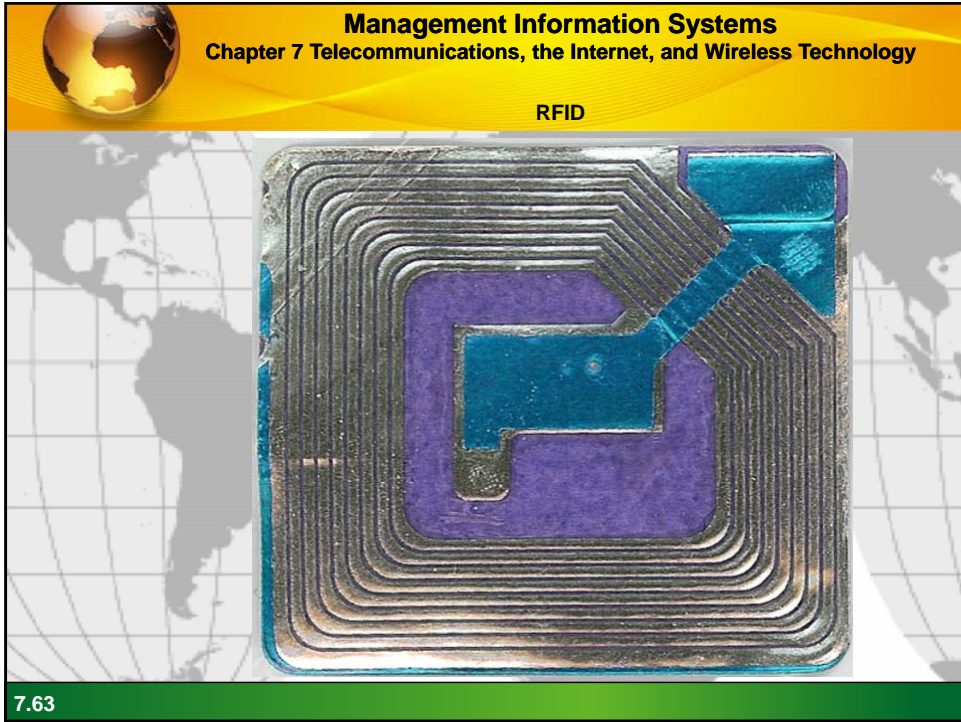 Management Information Systems
Chapter 7 Telecommunications, the Internet, and Wireless Technology
RFID
7.63